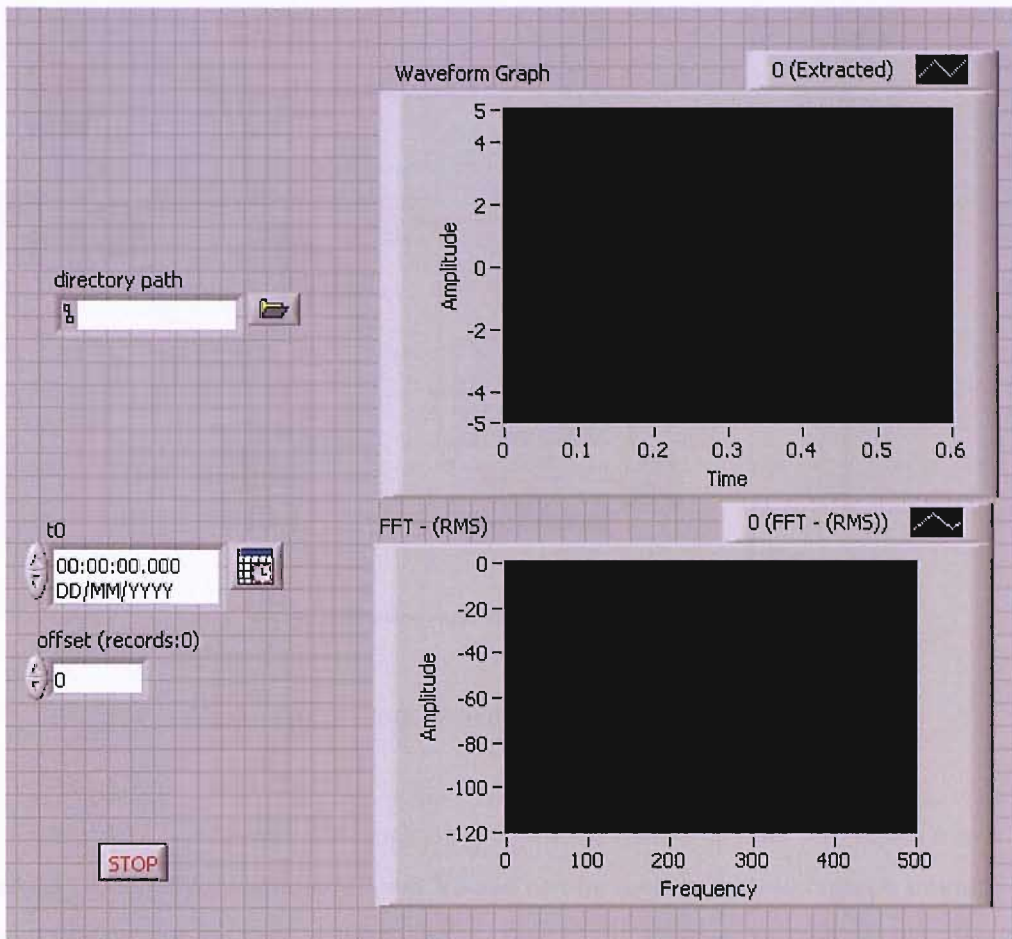 Waveform Graph
0 (Extracted)
5
4
2
0
-2
-4
-5
Amplitude
0 0.1 0.2 0.3 0.4 0.5 0.6
Time
directory path
t0
00:00:00.000
DD/MM/YYYY
offset (records:0)
0
STOP
FFT - (RMS)
0 (FFT - (RMS))
0
-20
-40
-60
-80
-100
-120
Amplitude
0 100 200 300 400 500
Frequency